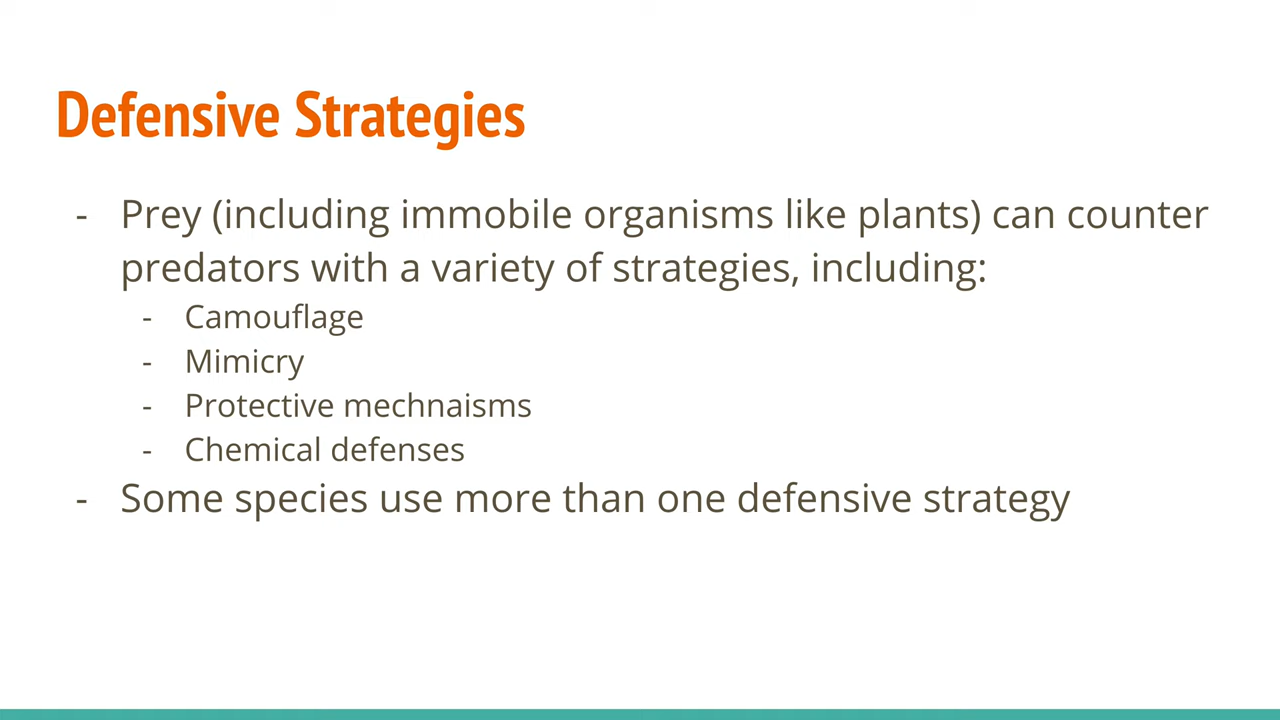 Defensive Strategies
- Prey (including immobile organisms like plants) can counter
predators with a variety of strategies, including:
- Camouflage
- Mimicry
- Protective mechnaisms
- Chemical defenses
- Some species use more than one defensive strategy